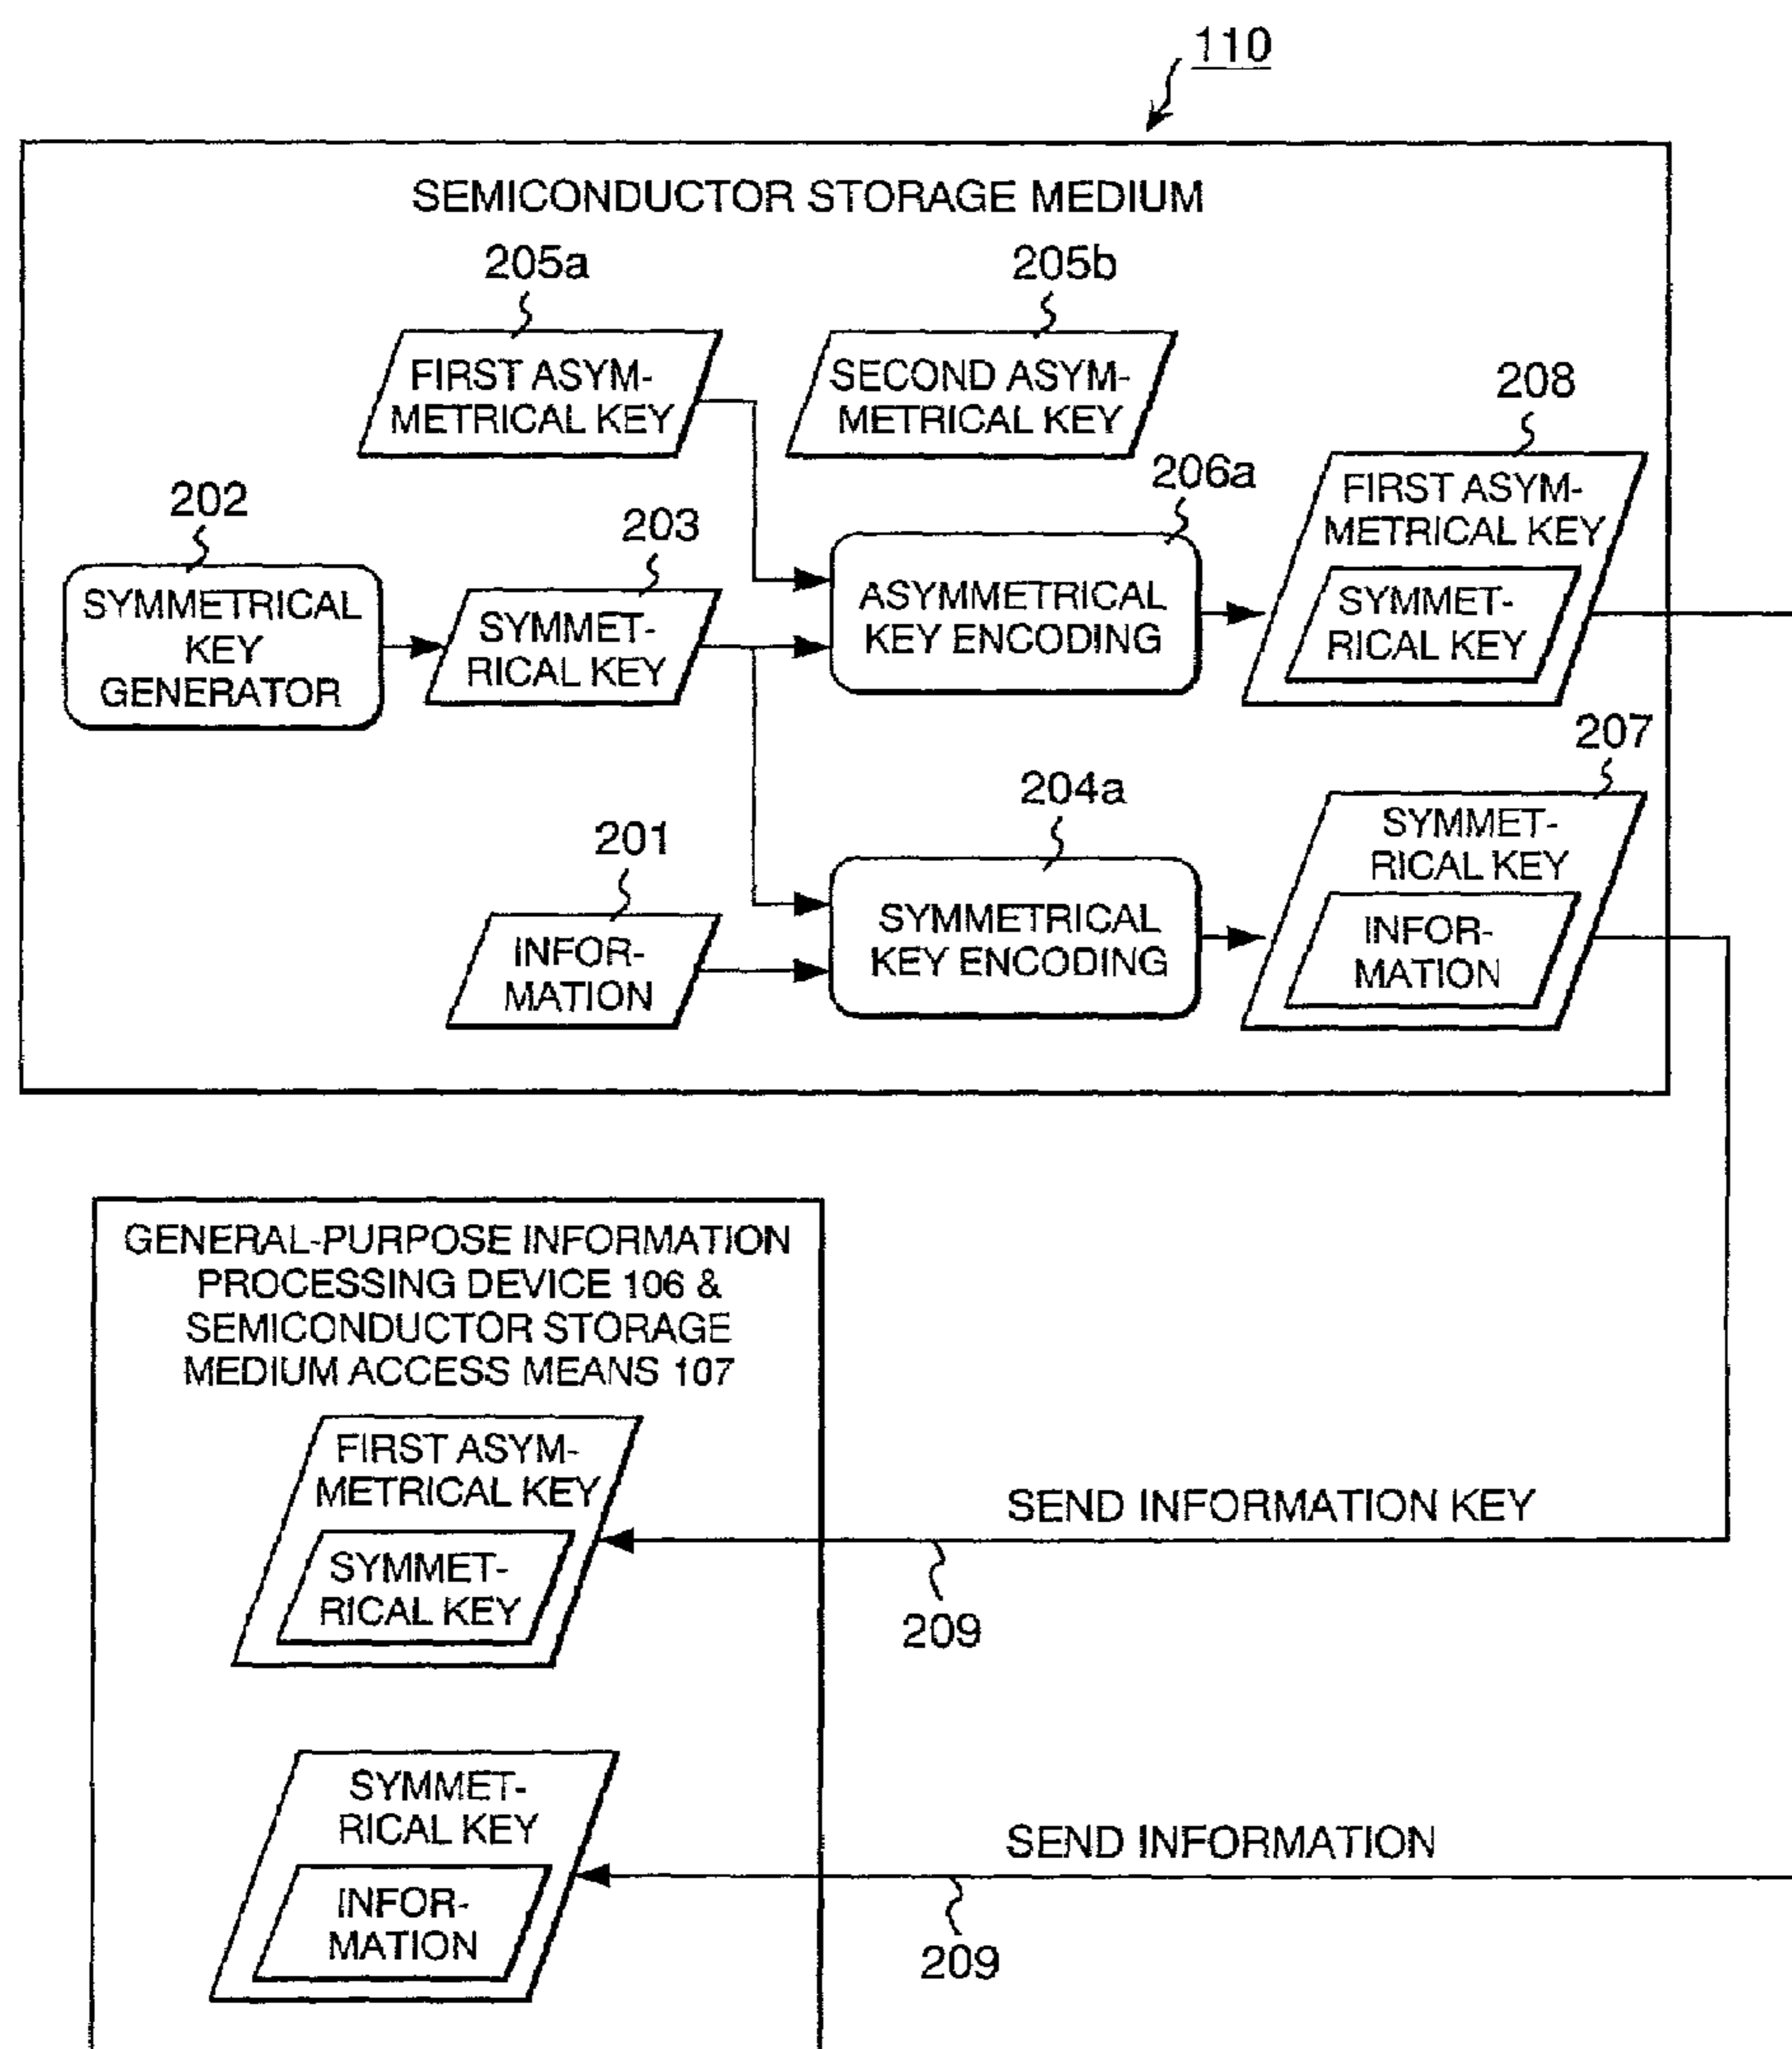 110
SEMICONDUCTOR STORAGE MEDIUM
205a
205b
FIRST ASYM-
METRICAL KEY
SECOND ASYM-
METRICAL KEY
208
206a
FIRST ASYM-
METRICAL KEY
SYMMET-
RICAL KEY
202
203
SYMMETRICAL
KEY
GENERATOR
SYMMET-
RICAL KEY
ASYMMETRICAL
KEY ENCODING
207
204a
SYMMET-
RICAL KEY
INFOR-
MATION
201
INFOR-
MATION
SYMMETRICAL
KEY ENCODING
GENERAL-PURPOSE INFORMATION
PROCESSING DEVICE 106 &
SEMICONDUCTOR STORAGE
MEDIUM ACCESS MEANS 107
FIRST ASYM-
METRICAL KEY
SYMMET-
RICAL KEY
SEND INFORMATION KEY
209
SYMMET-
RICAL KEY
INFOR-
MATION
SEND INFORMATION
209